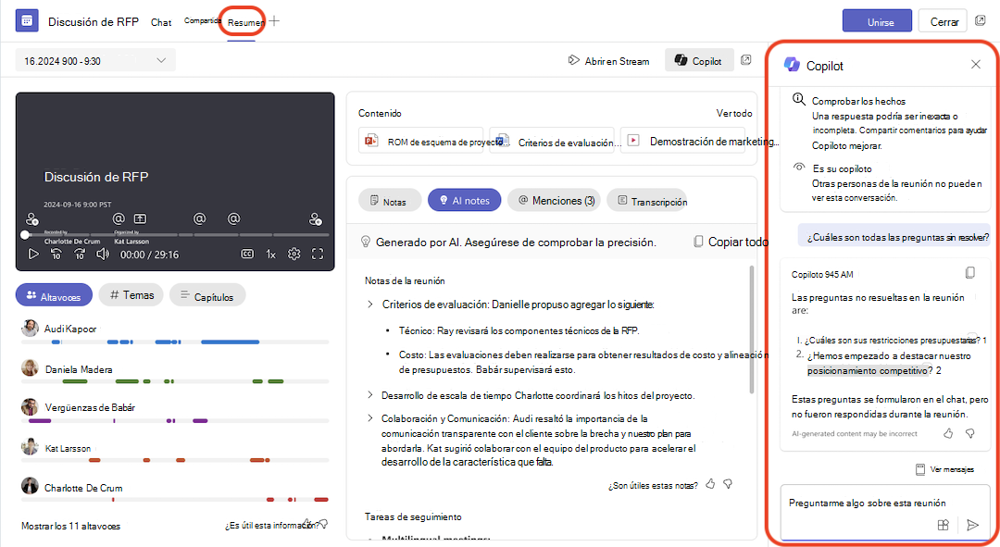 Discusión de RFP
Chat
Compartida
Resumen
Unirse
Cerrar
16.2024 900 - 9:30
Abrir en Stream
Copilot
Discusión de RFP
2024-09-16 9:00 PST
Recorded by
Charlotte De Crum
Organized by
Kat Larsson
10
10
00:00 / 29:16
1x
Altavoces
Temas
Capítulos
Audi Kapoor
Daniela Madera
Vergüenzas de Babár
Kat Larsson
Charlotte De Crum
Mostrar los 11 altavoces
¿Es útil esta información?
Contenido
Ver todo
ROM de esquema de proyecto...
Criterios de evaluación...
Demostración de marketing...
Notas
AI notes
Menciones (3)
Transcripción
Generado por AI. Asegúrese de comprobar la precisión.
Copiar todo
Notas de la reunión
Criterios de evaluación: Danielle propuso agregar lo siguiente:
• Técnico: Ray revisará los componentes técnicos de la RFP.
• Costo: Las evaluaciones deben realizarse para obtener resultados de costo y alineación
de presupuestos. Babár supervisará esto.
Desarrollo de escala de tiempo Charlotte coordinará los hitos del proyecto.
Colaboración y Comunicación: Audi resaltó la importancia de la
comunicación transparente con el cliente sobre la brecha y nuestro plan para
abordarla. Kat sugirió colaborar con el equipo del producto para acelerar el
desarrollo de la característica que falta.
¿Son útiles estas notas?
Tareas de seguimiento
Multilingual meetings:
Copilot
Comprobar los hechos
Una respuesta podría ser inexacta o
incompleta. Compartir comentarios para ayudar
Copiloto mejorar.
Es su copiloto
Otras personas de la reunión no pueden
ver esta conversación.
¿Cuáles son todas las preguntas sin resolver?
Copiloto 945 AM
Las preguntas no resueltas en la reunión
are:
I. ¿Cuáles son sus restricciones presupuestarias? 1
2. ¿Hemos empezado a destacar nuestro
posicionamiento competitivo? 2
Estas preguntas se formularon en el chat, pero
no fueron respondidas durante la reunión.
AI-generated content may be incorrect
Ver mensajes
Preguntarme algo sobre esta reunión